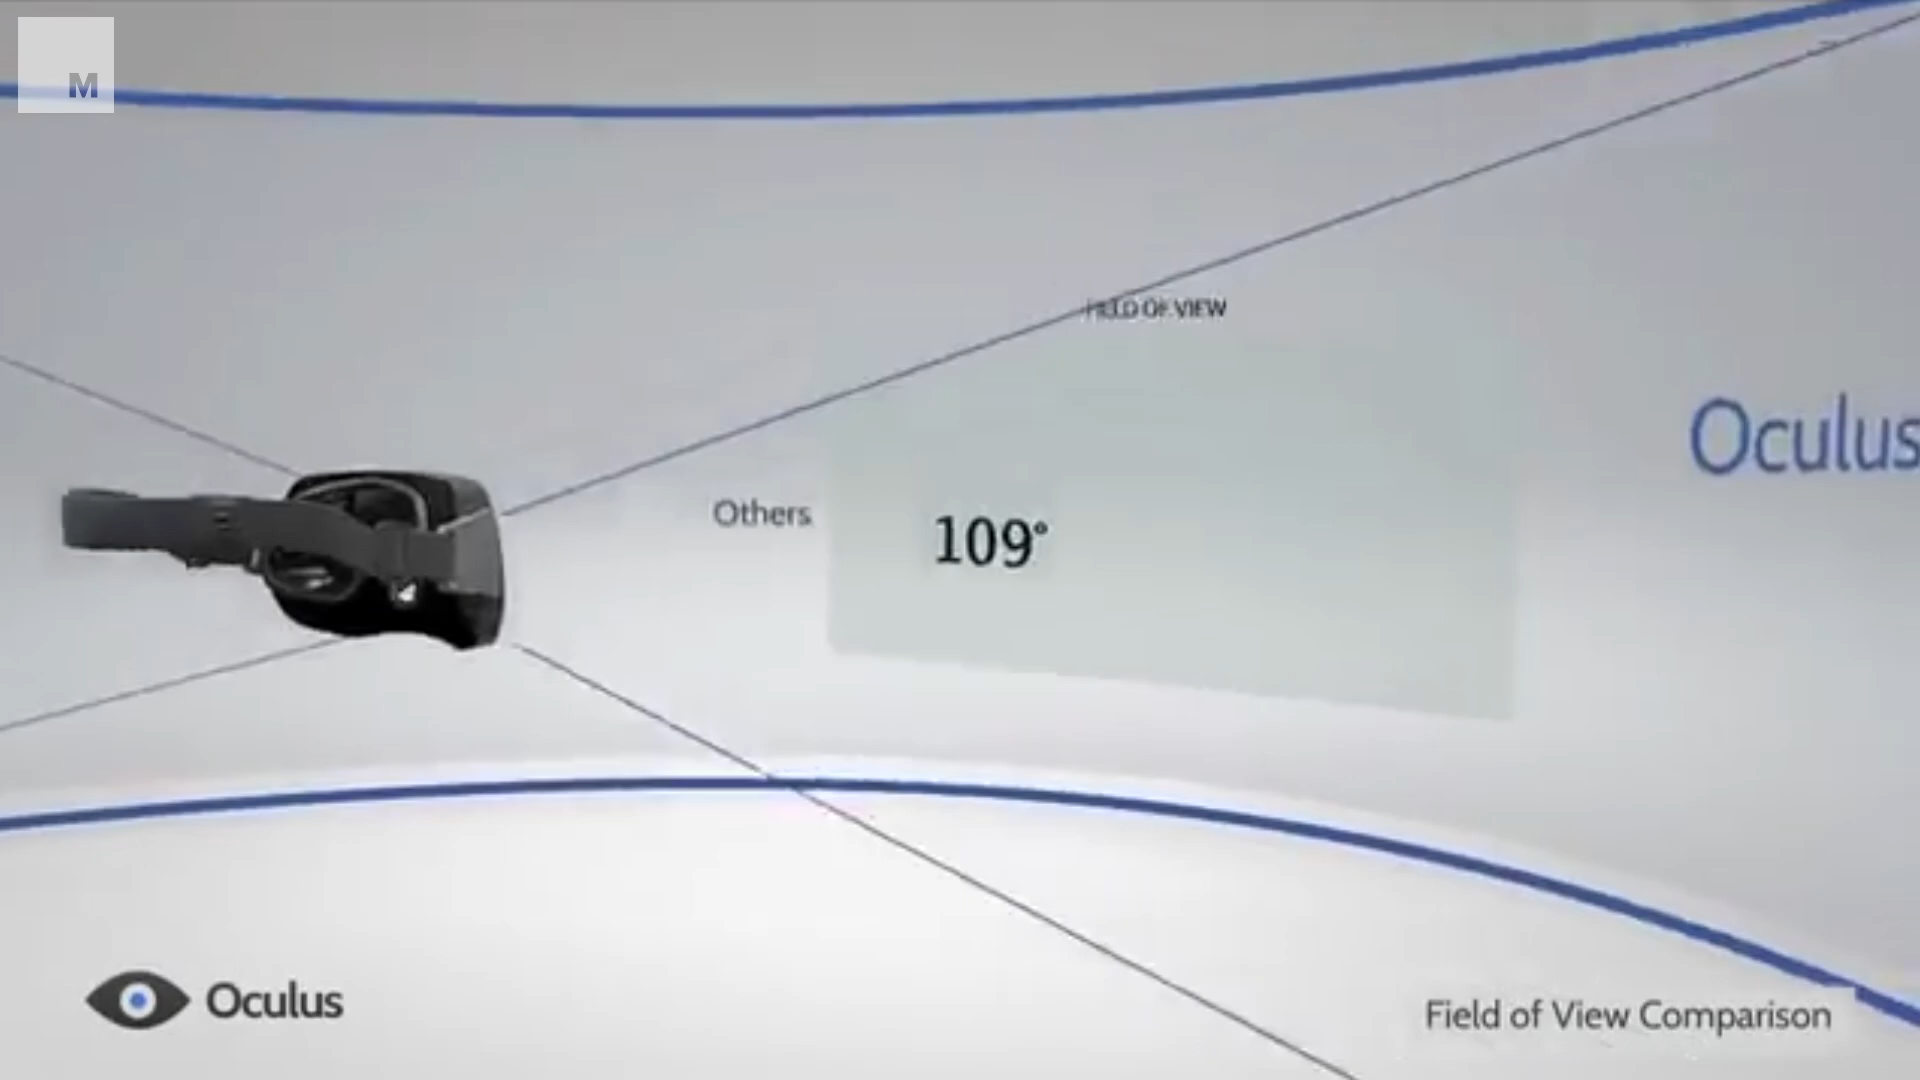 M
FIELD OF VIEW
Oculus
Others
109°
Oculus
Field of View Comparison